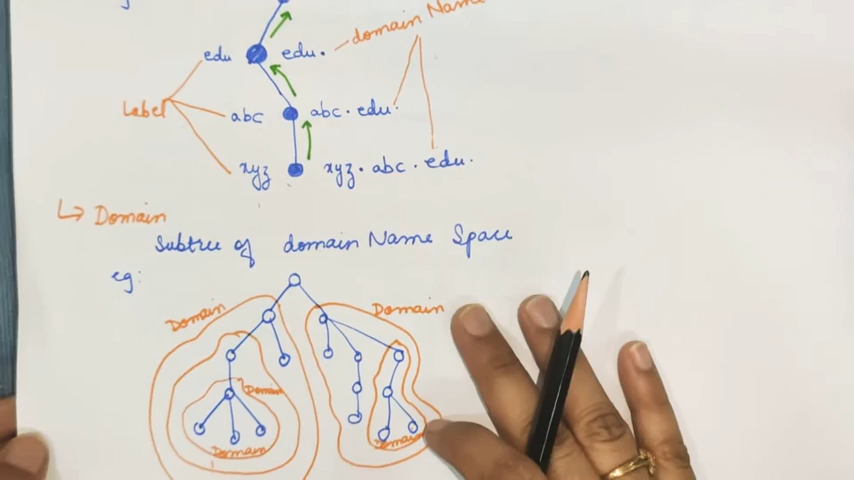 domain Name
edu edu.
Label
abc abc.edu.
xyz xyz.abc.edu.
↳ Domain
Subtree of domain Name Space
eg:
Domain Domain
Domain
Domain
Domain